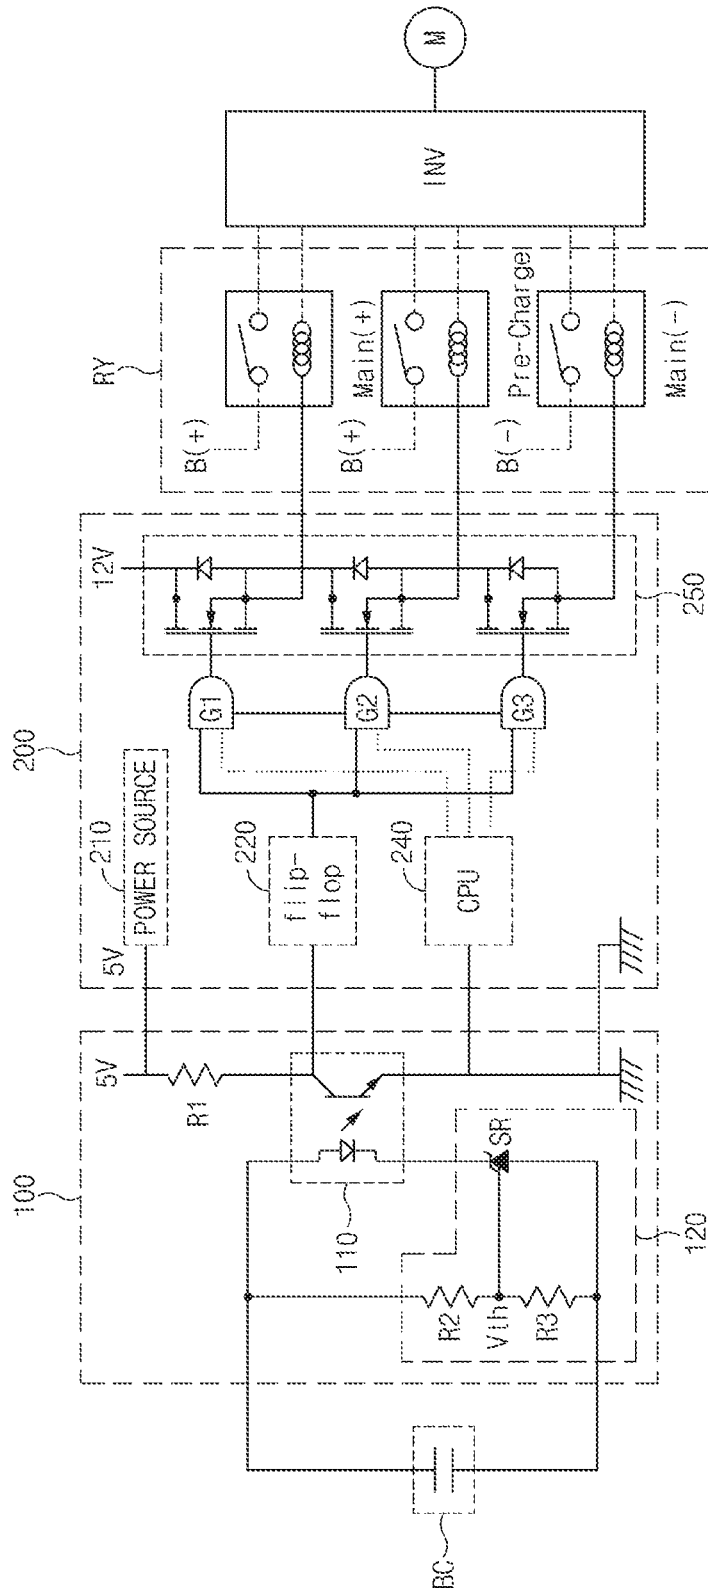 100
200
RY
5V
5V
210
POWER SOURCE
12V
B(+)
R1
G1
Main(+)
INV
M
BC
110
220
flip-
flop
G2
B(+)
Pre-Charge
R2
Vth
R3
SR
240
CPU
G3
B(-)
Main(-)
120
250